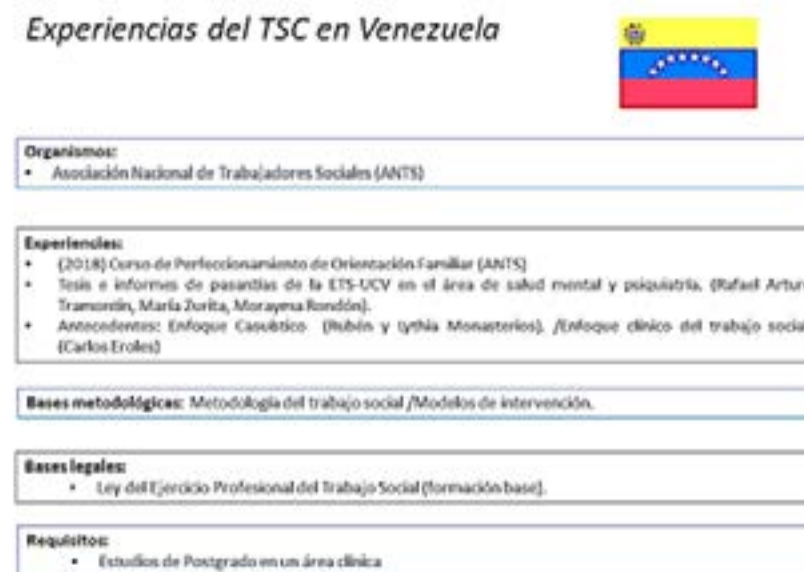 Experiencias del TSC en Venezuela
Organismos:
• Asociación Nacional de Trabajadores Sociales (ANTS)
Experiencias:
• (2018) Curso de Perfeccionamiento de Orientación Familiar (ANTS)
• Tesis e informes de pasantías de la ETS-UCV en el área de salud mental y psiquiatría. (Rafael Arturo
Tramontin, María Zurita, Morayma Rondón).
• Antecedentes: Enfoque Casuístico (Rubén y Lythia Monasterios). /Enfoque clínico del trabajo social
(Carlos Eroles)
Bases metodológicas: Metodología del trabajo social /Modelos de intervención.
Bases legales:
• Ley del Ejercicio Profesional del Trabajo Social (formación base).
Requisitos:
• Estudios de Postgrado en un área clínica